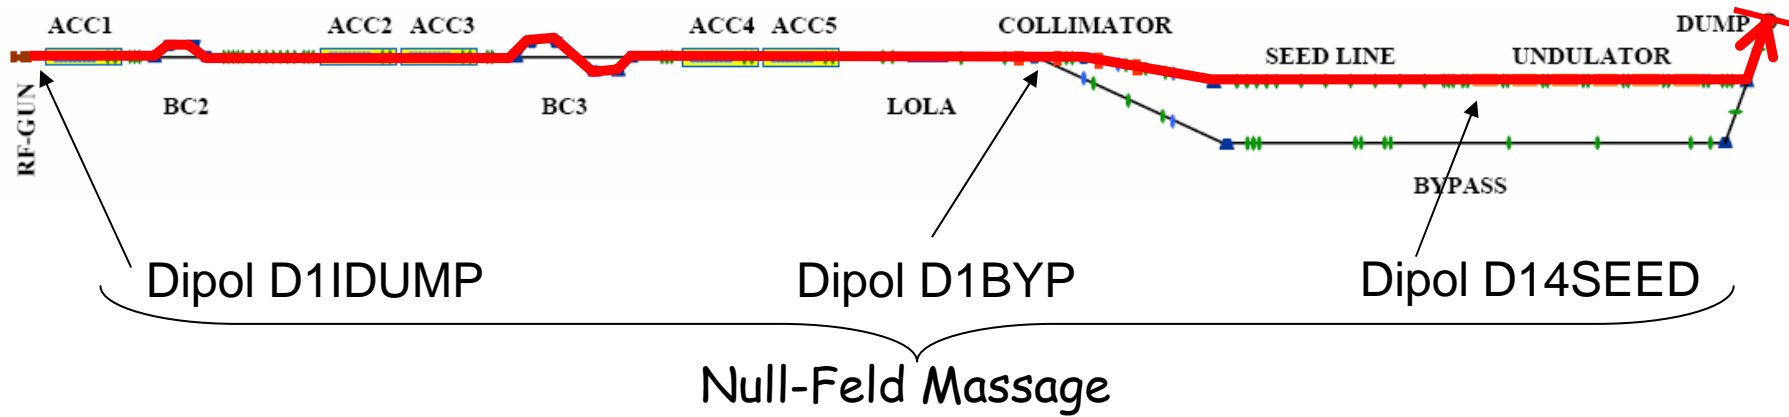 ACC1 ACC2 ACC3 ACC4 ACC5 COLLIMATOR DUMP
SEED LINE UNDULATOR
RF-GUN BC2 BC3 LOLA
BYPASS
Dipol D1IDUMP Dipol D1BYP Dipol D14SEED
Null-Feld Massage